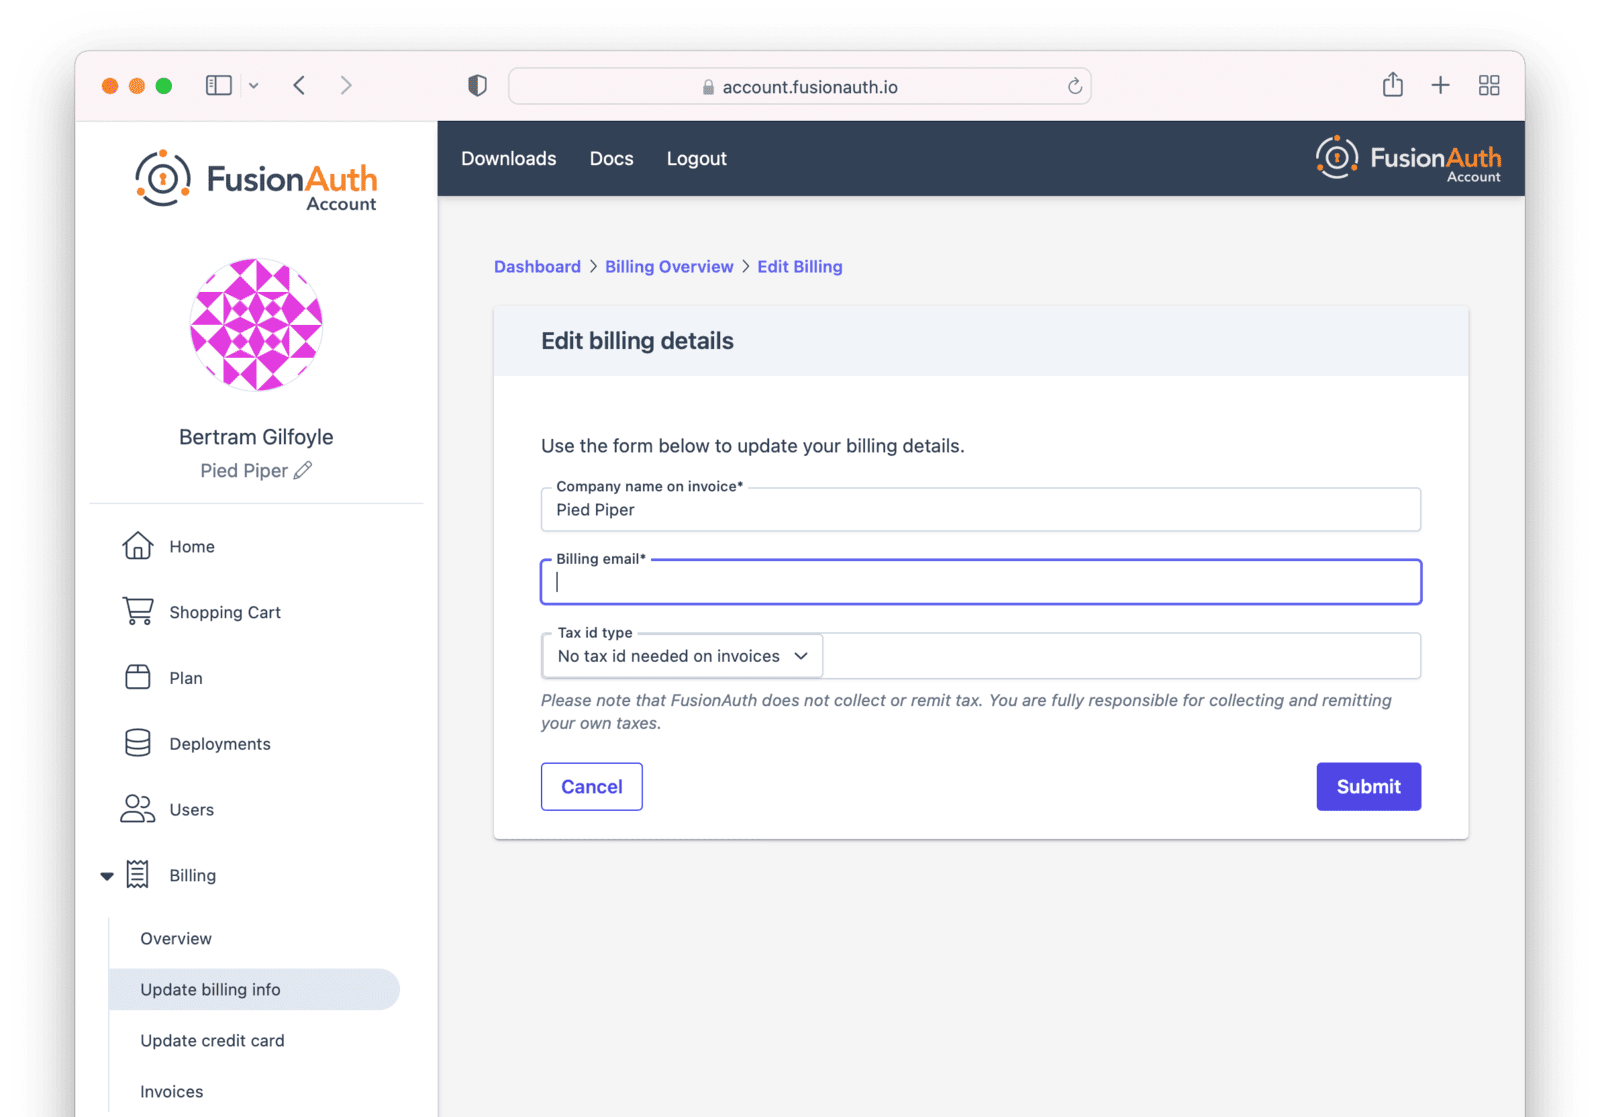 account.fusionauth.io
FusionAuth
Account
Downloads
Docs
Logout
FusionAuth
Account
Bertram Gilfoyle
Pied Piper
Home
Shopping Cart
Plan
Deployments
Users
Billing
Overview
Update billing info
Update credit card
Invoices
Dashboard > Billing Overview > Edit Billing
Edit billing details
Use the form below to update your billing details.
Company name on invoice*
Pied Piper
Billing email*
Tax id type
No tax id needed on invoices
Please note that FusionAuth does not collect or remit tax. You are fully responsible for collecting and remitting
your own taxes.
Cancel
Submit